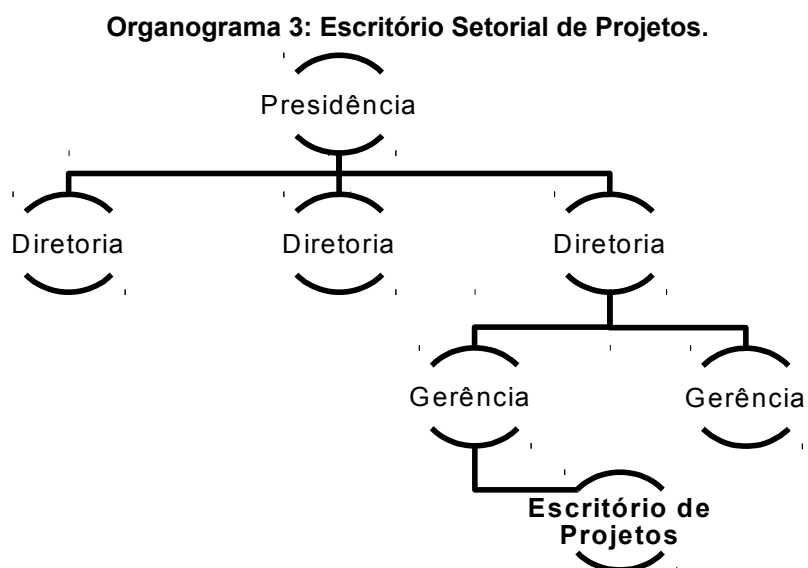 Organograma 3: Escritório Setorial de Projetos.
Presidência
Diretoria Diretoria Diretoria
Gerência Gerência
Escritório de
Projetos